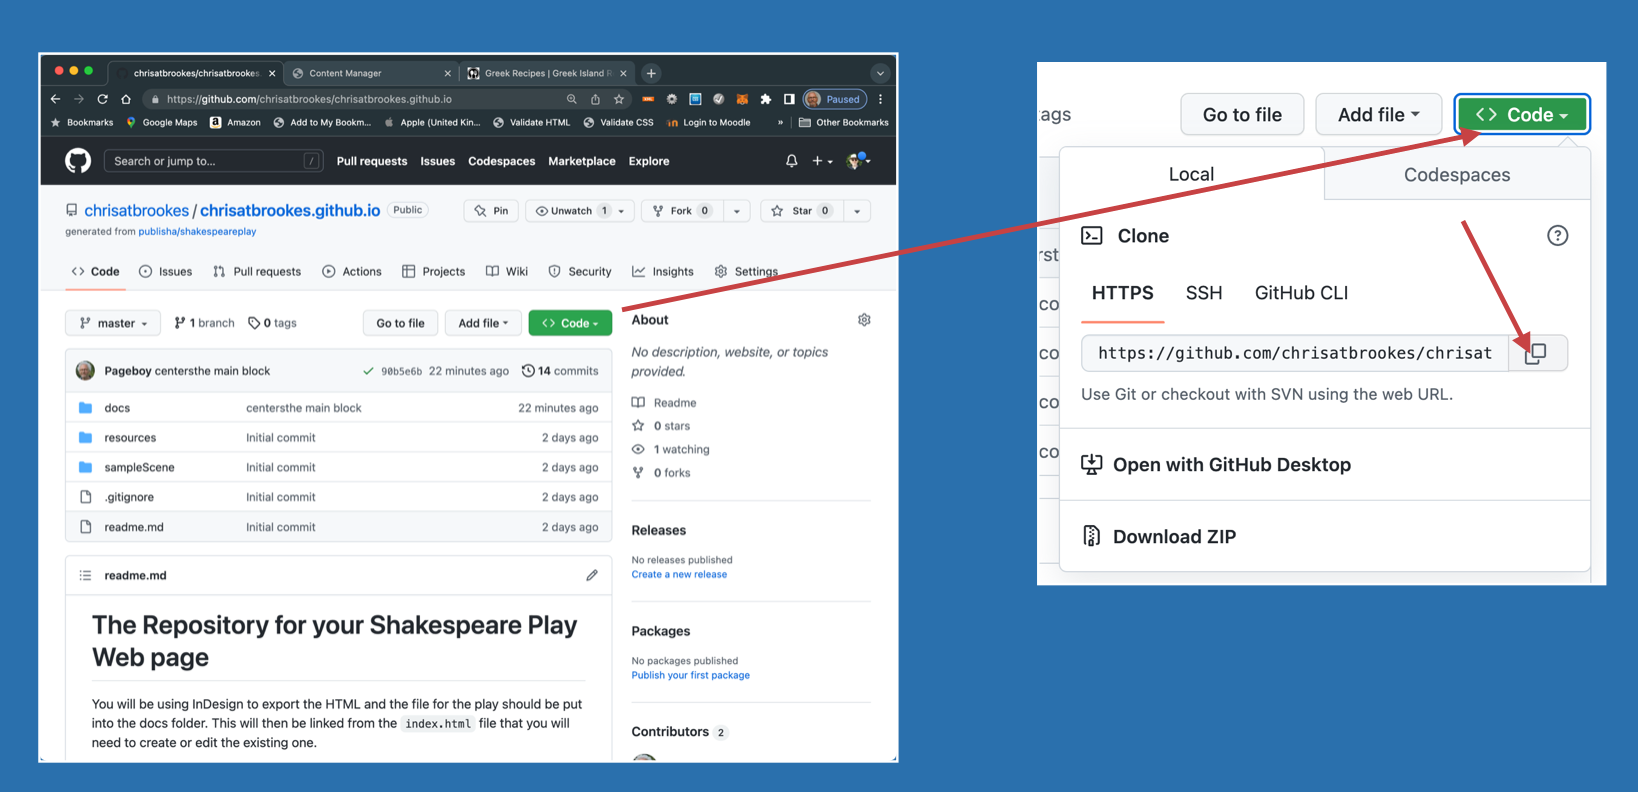 chrisatbrookes/chrisatbrookes.
Content Manager
Greek Recipes | Greek Island R
https://github.com/chrisatbrookes/chrisatbrookes.github.io
Paused
Bookmarks
Google Maps
Amazon
Add to My Bookm...
Apple (United Kin...
Validate HTML
Validate CSS
Login to Moodle
»
Other Bookmarks
Search or jump to...
/
Pull requests
Issues
Codespaces
Marketplace
Explore
chrisatbrookes / chrisatbrookes.github.io
Public
Pin
Unwatch 1
Fork 0
Star 0
generated from publisha/shakespeareplay
Code
Issues
Pull requests
Actions
Projects
Wiki
Security
Insights
Settings
master
1 branch
0 tags
Go to file
Add file
Code
Pageboy centersthe main block
90b5e6b 22 minutes ago
14 commits
docs
centersthe main block
22 minutes ago
resources
Initial commit
2 days ago
sampleScene
Initial commit
2 days ago
.gitignore
Initial commit
2 days ago
readme.md
Initial commit
2 days ago
readme.md
The Repository for your Shakespeare Play
Web page
You will be using InDesign to export the HTML and the file for the play should be put
into the docs folder. This will then be linked from the index.html file that you will
need to create or edit the existing one.
About
No description, website, or topics
provided.
Readme
0 stars
1 watching
0 forks
Releases
No releases published
Create a new release
Packages
No packages published
Publish your first package
Contributors 2
ags
Go to file
Add file
Code
rst
co
co
co
co
Local
Codespaces
Clone
HTTPS
SSH
GitHub CLI
https://github.com/chrisatbrookes/chrisat
Use Git or checkout with SVN using the web URL.
Open with GitHub Desktop
Download ZIP